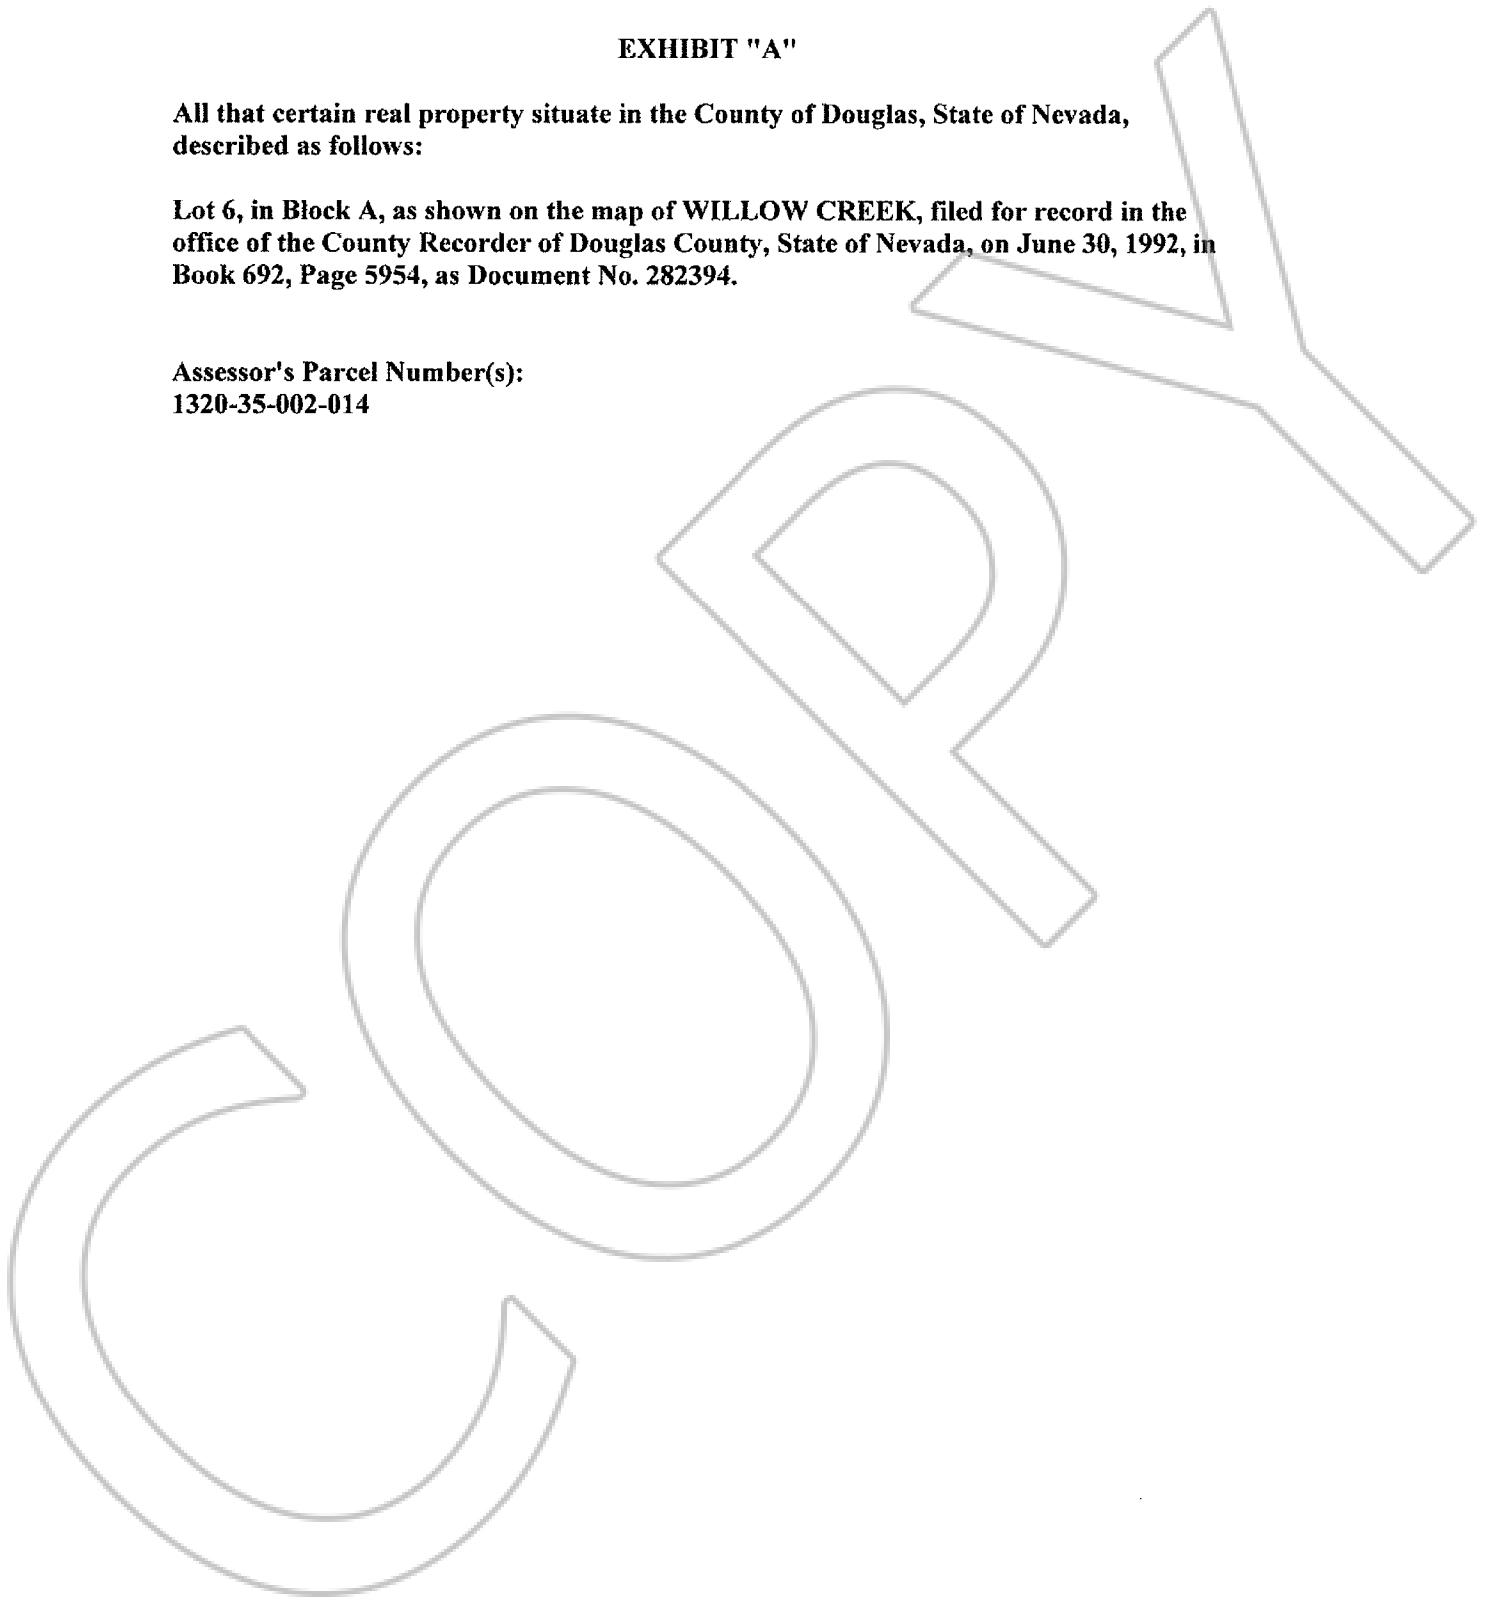 EXHIBIT "A"
All that certain real property situate in the County of Douglas, State of Nevada,
described as follows:
Lot 6, in Block A, as shown on the map of WILLOW CREEK, filed for record in the
office of the County Recorder of Douglas County, State of Nevada, on June 30, 1992, in
Book 692, Page 5954, as Document No. 282394.
Assessor's Parcel Number(s):
1320-35-002-014
COPY